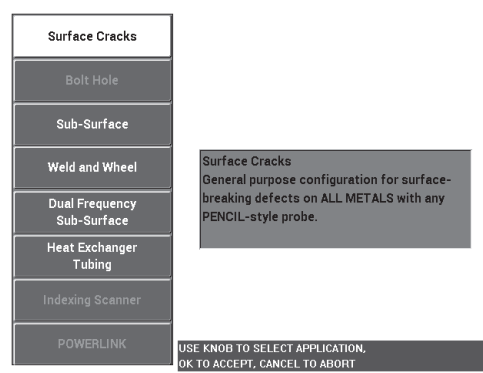 Surface Cracks
Bolt Hole
Sub-Surface
Weld and Wheel
Dual Frequency
Sub-Surface
Heat Exchanger
Tubing
Indexing Scanner
POWERLINK
Surface Cracks
General purpose configuration for surface-
breaking defects on ALL METALS with any
PENCIL-style probe.
USE KNOB TO SELECT APPLICATION,
OK TO ACCEPT, CANCEL TO ABORT